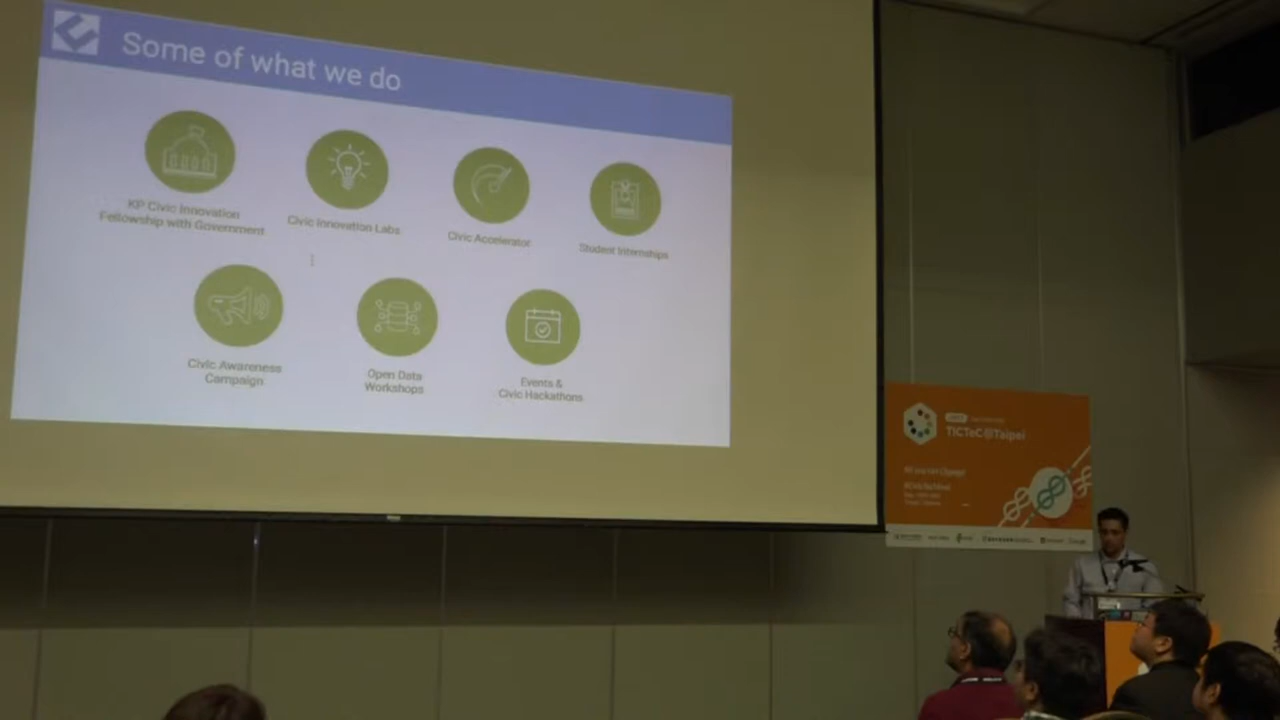 Some of what we do
KP Civic Innovation
Fellowship with Government
Civic Innovation Labs
Civic Accelerator
Student Internships
Civic Awareness
Campaign
Open Data
Workshops
Events &
Civic Hackathons
TICTeC@Taipei